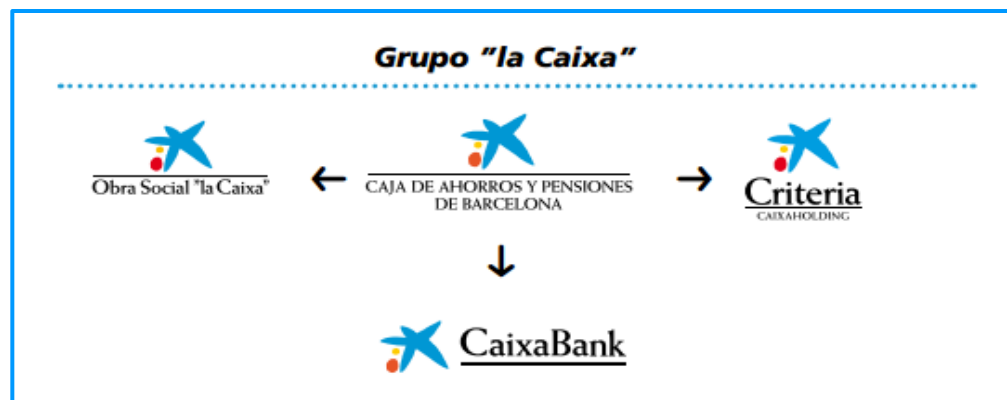 Grupo "la Caixa"
Obra Social "la Caixa"
CAJA DE AHORROS Y PENSIONES
DE BARCELONA
Criteria
CAIXAHOLDING
CaixaBank